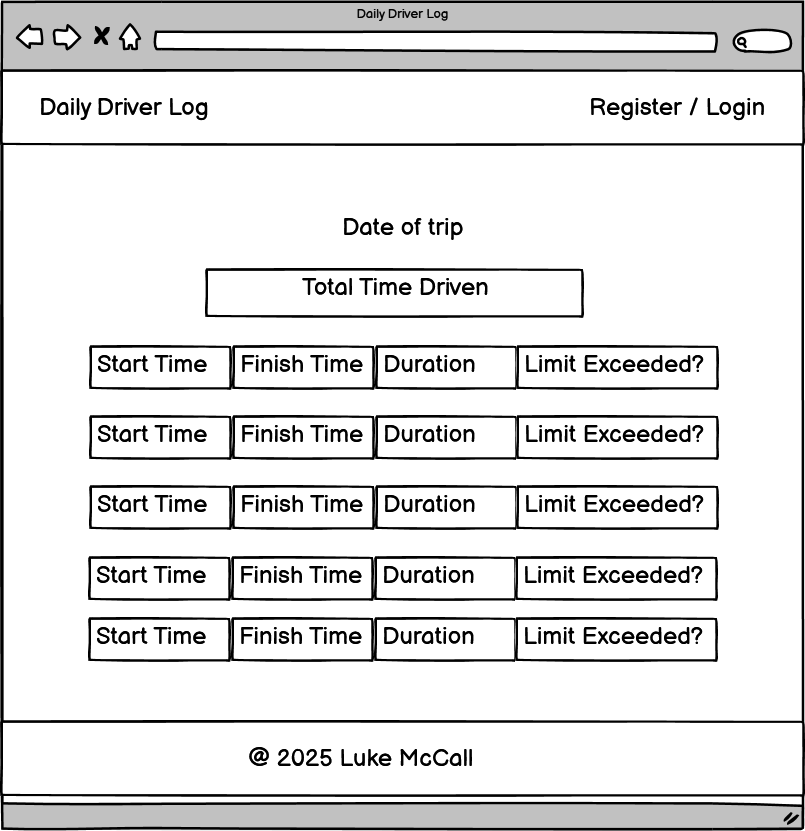 Daily Driver Log
Daily Driver Log Register / Login
Date of trip
Total Time Driven
Start Time Finish Time Duration Limit Exceeded?
Start Time Finish Time Duration Limit Exceeded?
Start Time Finish Time Duration Limit Exceeded?
Start Time Finish Time Duration Limit Exceeded?
Start Time Finish Time Duration Limit Exceeded?
@ 2025 Luke McCall